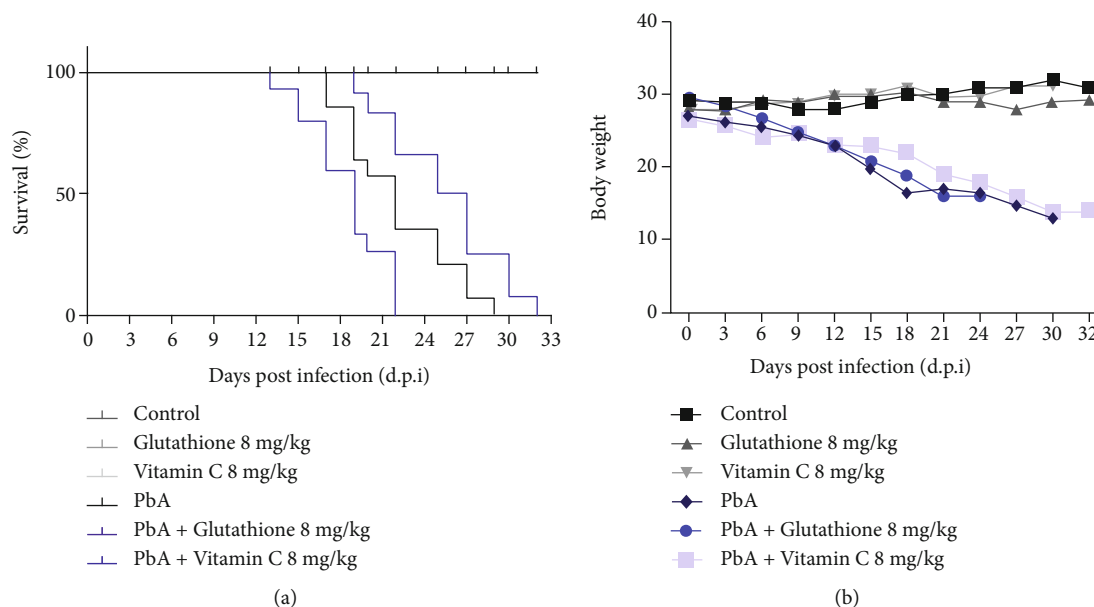 100
50
0
Survival (%)
0 3 6 9 12 15 18 21 24 27 30 33
Days post infection (d.p.i)
Control
Glutathione 8 mg/kg
Vitamin C 8 mg/kg
PbA
PbA + Glutathione 8 mg/kg
PbA + Vitamin C 8 mg/kg
(a)
40
30
20
10
0
Body weight
0 3 6 9 12 15 18 21 24 27 30 32
Days post infection (d.p.i)
Control
Glutathione 8 mg/kg
Vitamin C 8 mg/kg
PbA
PbA + Glutathione 8 mg/kg
PbA + Vitamin C 8 mg/kg
(b)